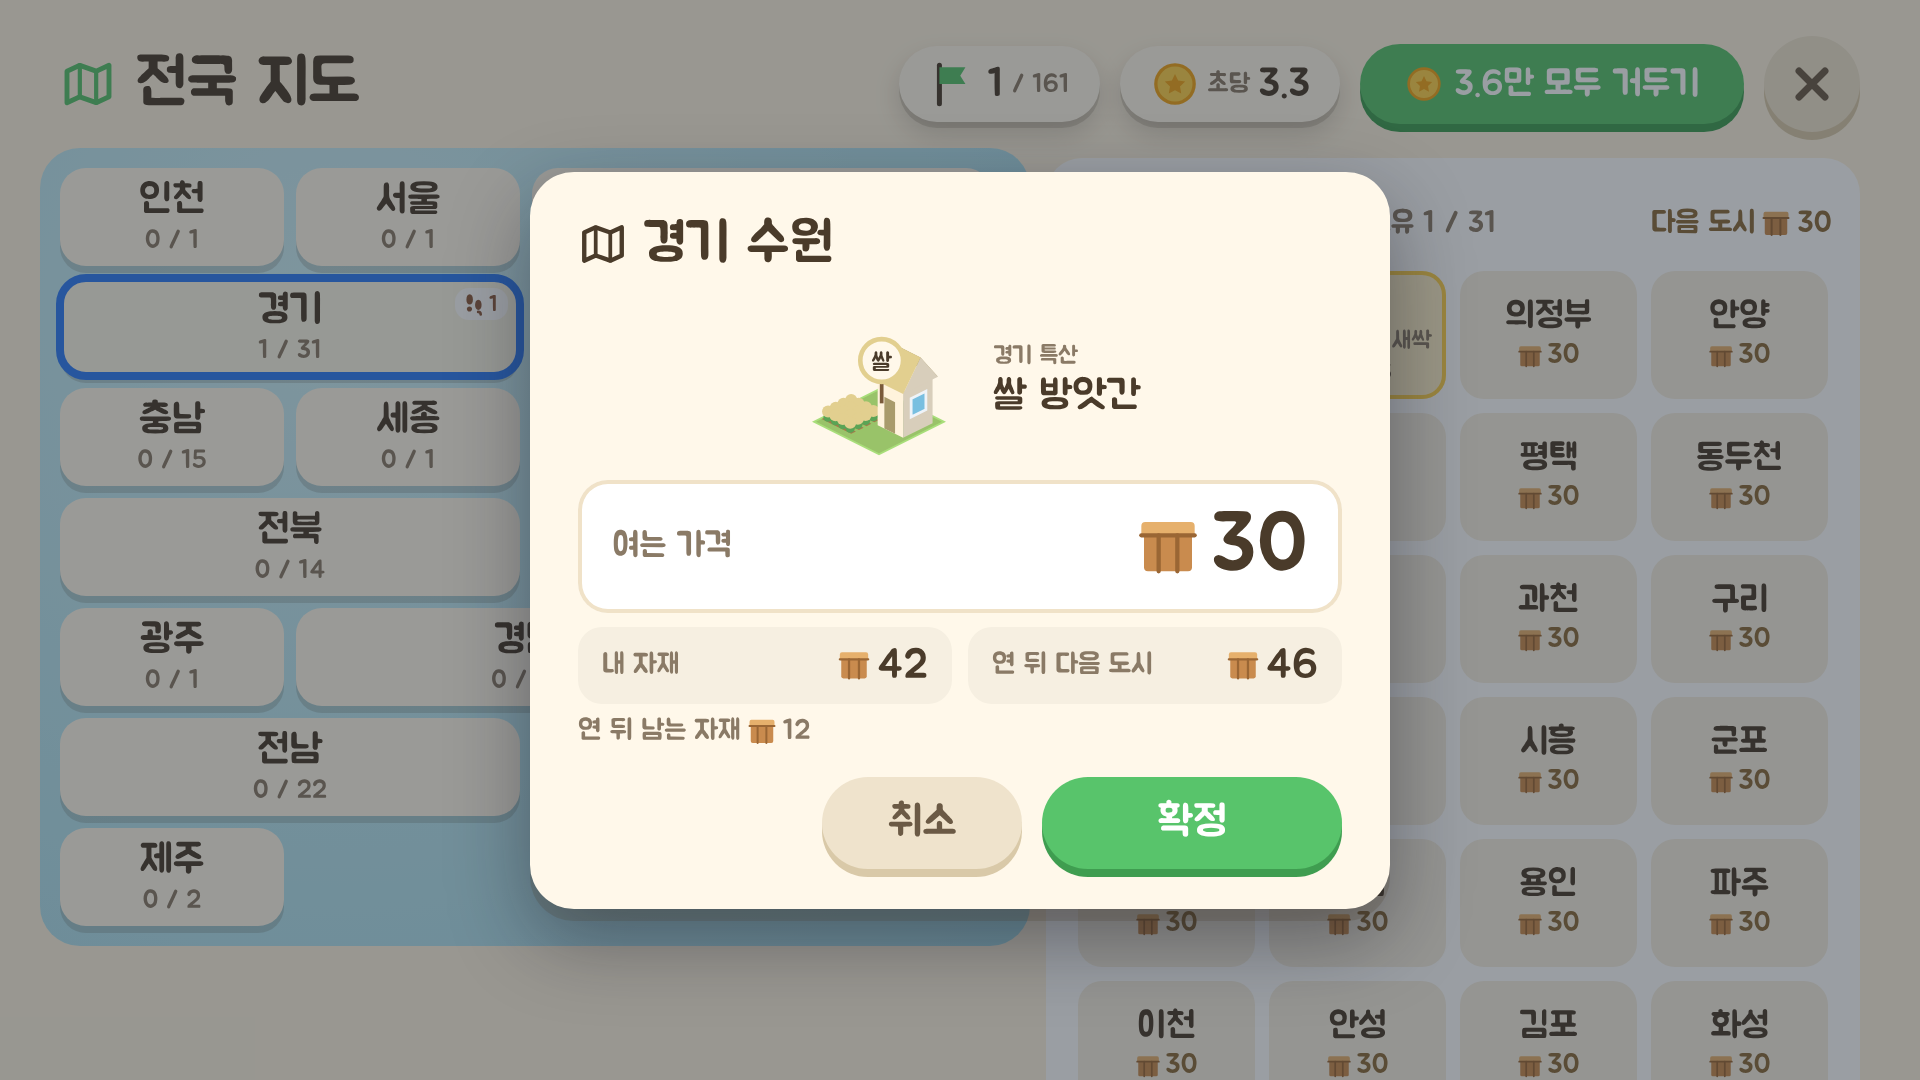 전국 지도
1 / 161
초당 3.3
3.6만 모두 거두기
인천
0 / 1
서울
0 / 1
경기
1
1 / 31
충남
0 / 15
세종
0 / 1
전북
0 / 14
광주
0 / 1
0 /
전남
0 / 22
제주
0 / 2
경기 수원
쌀
경기 특산
쌀 방앗간
여는 가격
30
내 자재
42
연 뒤 다음 도시
46
연 뒤 남는 자재 12
취소
확정
유 1 / 31
다음 도시 30
새싹
의정부
30
안양
30
평택
30
동두천
30
과천
30
구리
30
시흥
30
군포
30
30
30
용인
30
파주
30
이천
30
안성
30
김포
30
화성
30